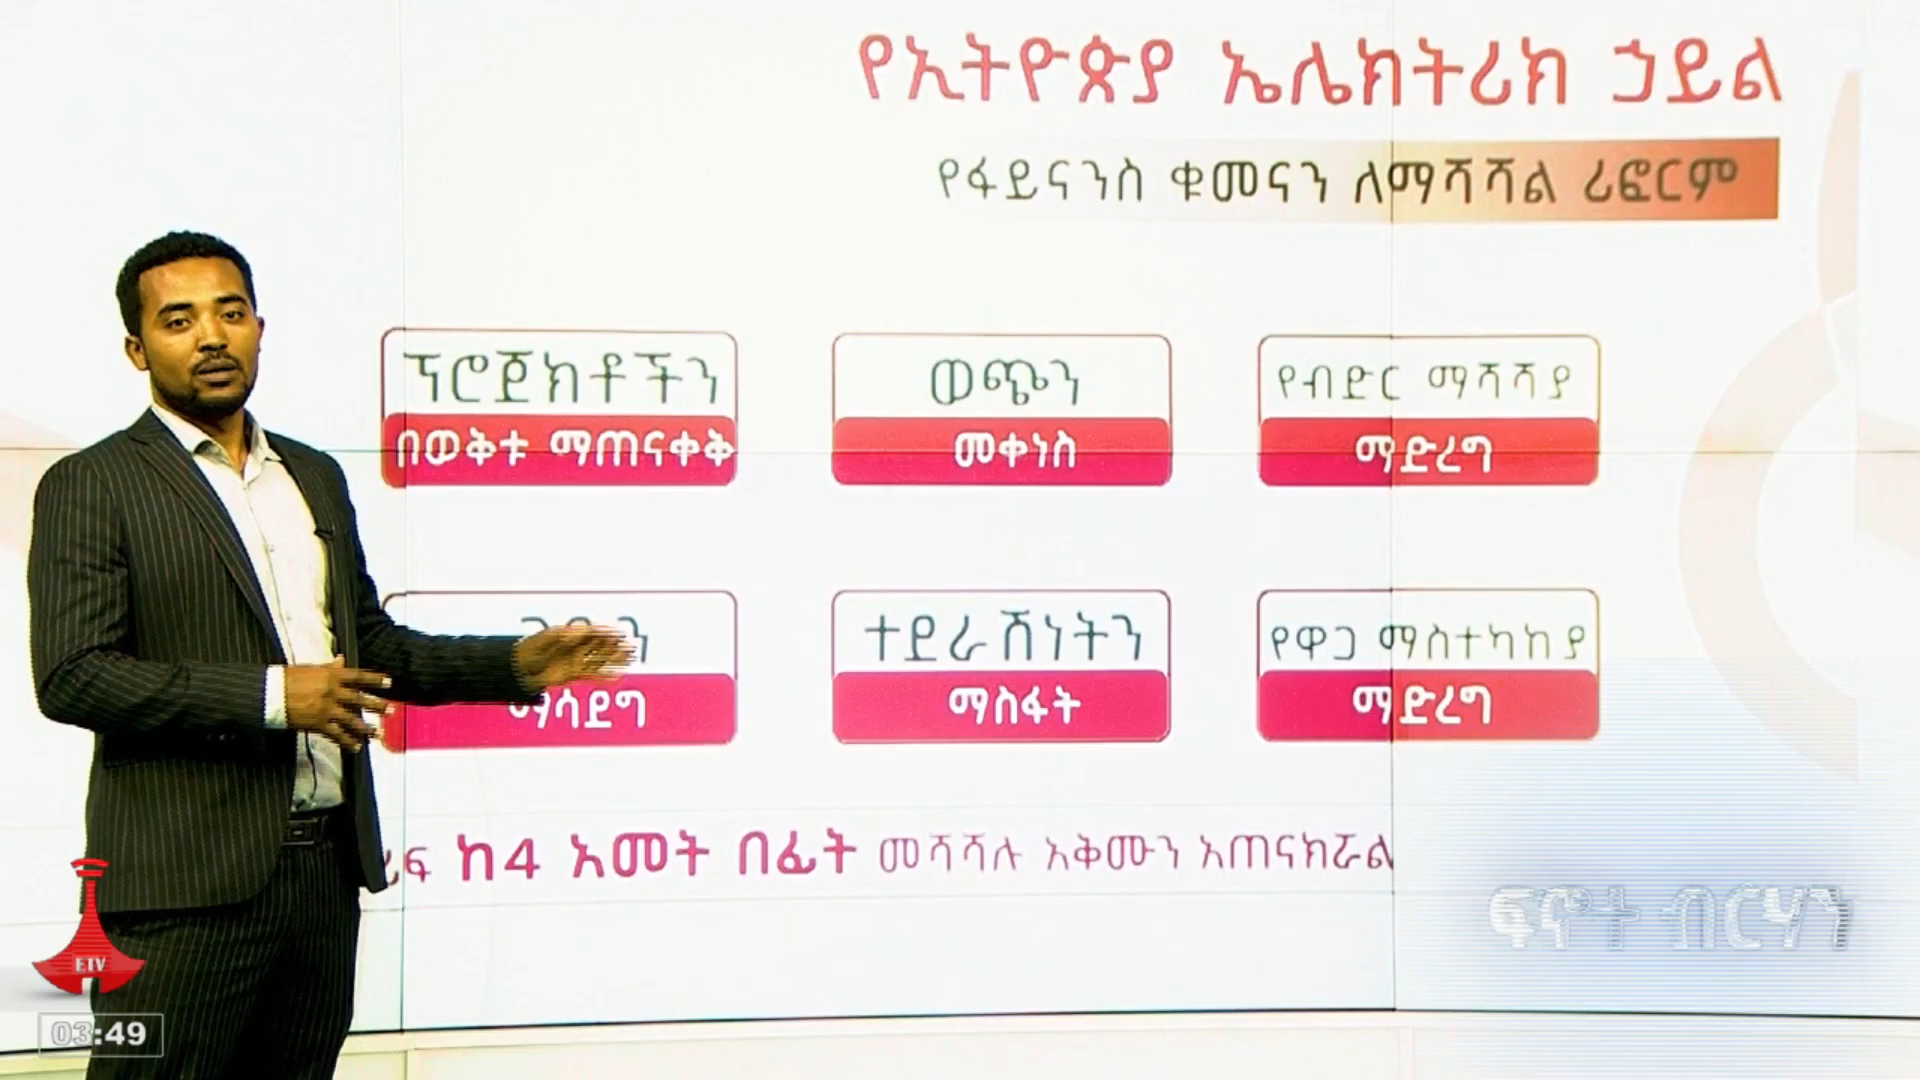 የኢትዮጵያ ኤሌክትሪክ ኃይል
የፋይናንስ ቁመናን ለማሻሻል ሪፎርም
ፕሮጀክቶችን
በወቅቱ ማጠናቀቅ
ወጭን
መቀነስ
የብድር ማሻሻያ
ማድረግ
ማሳደግ
ተደራሽነትን
ማስፋት
የዋጋ ማስተካከያ
ማድረግ
ከ4 አመት በፊት መሻሻሉ አቅሙን አጠናክሯል
ፍኖተ ብርሃን
ETV
03:49